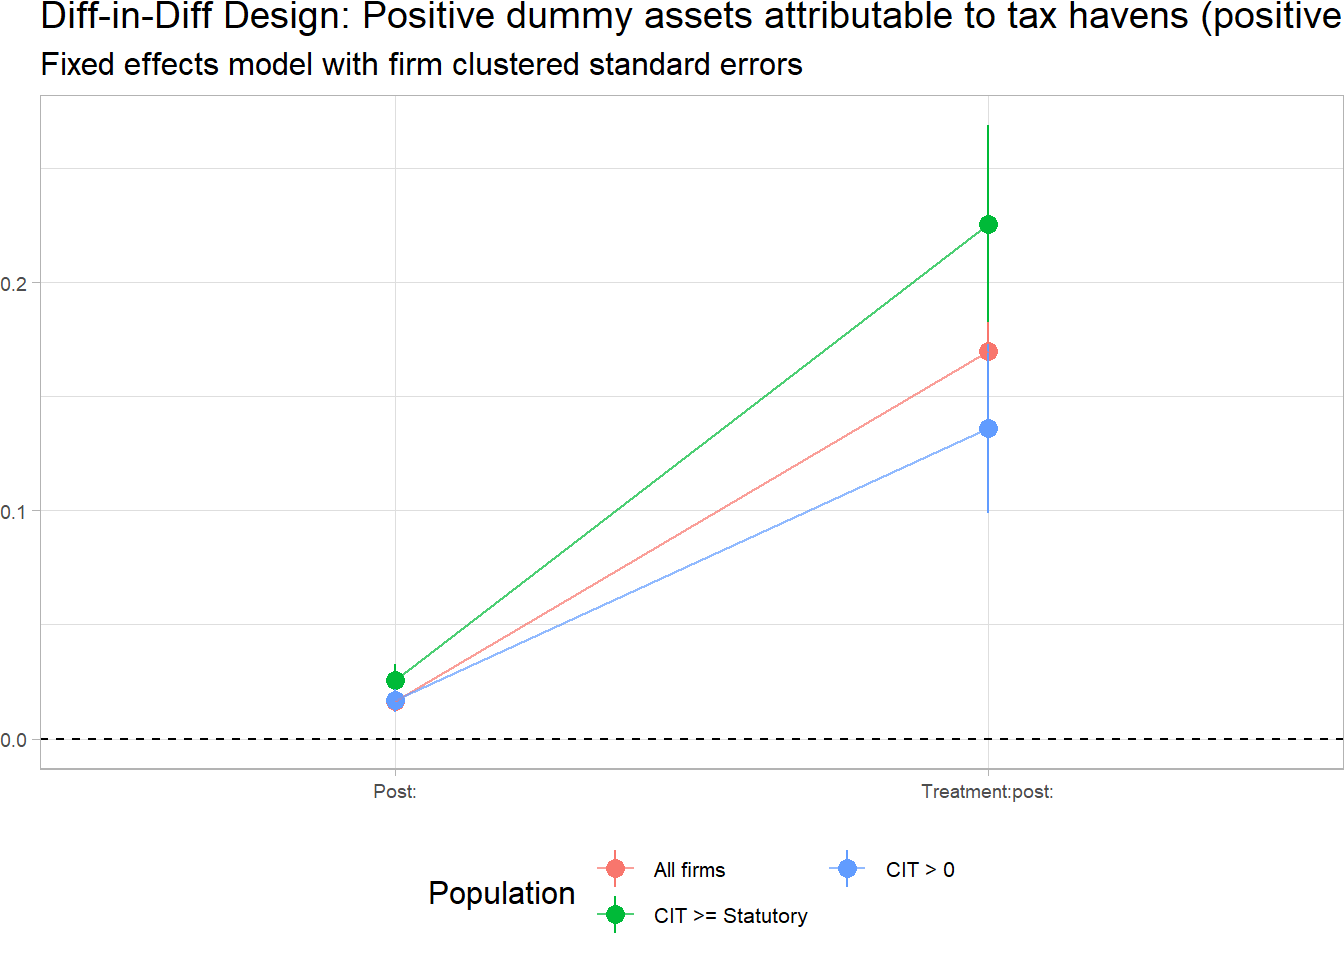 Diff-in-Diff Design: Positive dummy assets attributable to tax havens (positive
Fixed effects model with firm clustered standard errors
0.2
0.1
0.0
Post:
Treatment:post:
Population
All firms
CIT > 0
CIT >= Statutory